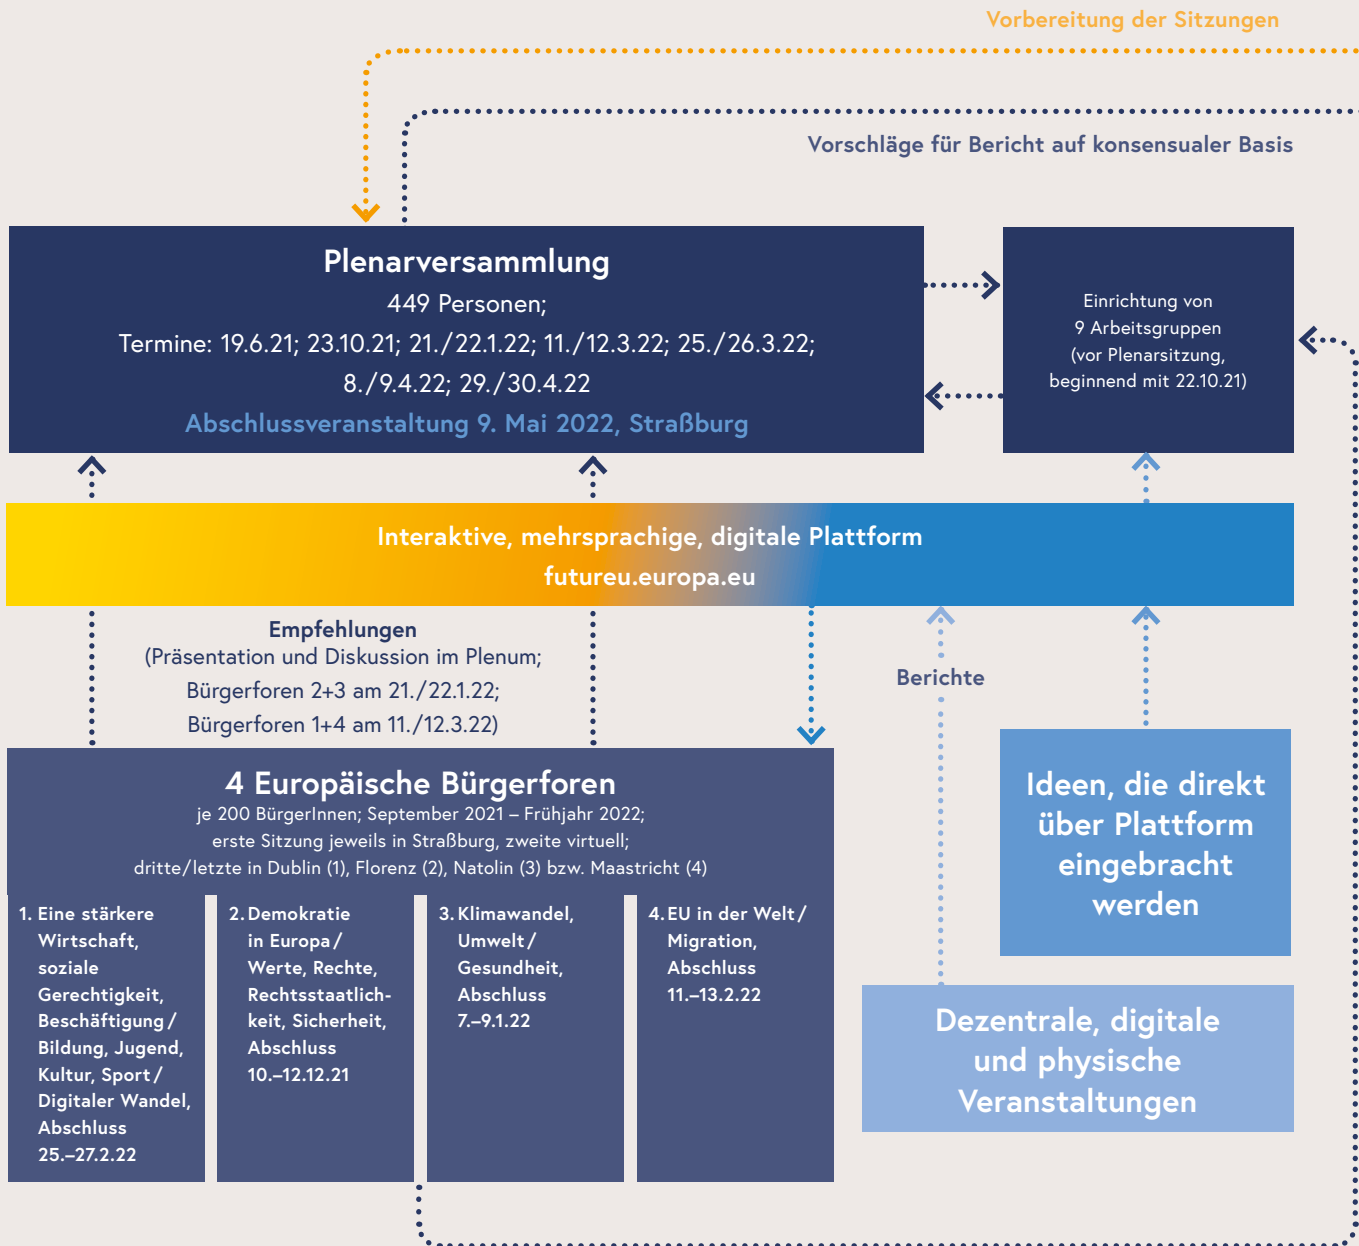 Vorbereitung der Sitzungen
Vorschläge für Bericht auf konsensualer Basis
Plenarversammlung
449 Personen;
Termine: 19.6.21; 23.10.21; 21./22.1.22; 11./12.3.22; 25./26.3.22;
8./9.4.22; 29./30.4.22
Abschlussveranstaltung 9. Mai 2022, Straßburg
Einrichtung von
9 Arbeitsgruppen
(vor Plenarsitzung,
beginnend mit 22.10.21)
Interaktive, mehrsprachige, digitale Plattform
futureu.europa.eu
Empfehlungen
(Präsentation und Diskussion im Plenum;
Bürgerforen 2+3 am 21./22.1.22;
Bürgerforen 1+4 am 11./12.3.22)
Berichte
4 Europäische Bürgerforen
je 200 BürgerInnen; September 2021 – Frühjahr 2022;
erste Sitzung jeweils in Straßburg, zweite virtuell;
dritte/letzte in Dublin (1), Florenz (2), Natolin (3) bzw. Maastricht (4)
1. Eine stärkere
Wirtschaft,
soziale
Gerechtigkeit,
Beschäftigung/
Bildung, Jugend,
Kultur, Sport/
Digitaler Wandel,
Abschluss
25.–27.2.22
2. Demokratie
in Europa/
Werte, Rechte,
Rechtsstaatlich-
keit, Sicherheit,
Abschluss
10.–12.12.21
3. Klimawandel,
Umwelt/
Gesundheit,
Abschluss
7.–9.1.22
4. EU in der Welt/
Migration,
Abschluss
11.–13.2.22
Ideen, die direkt
über Plattform
eingebracht
werden
Dezentrale, digitale
und physische
Veranstaltungen